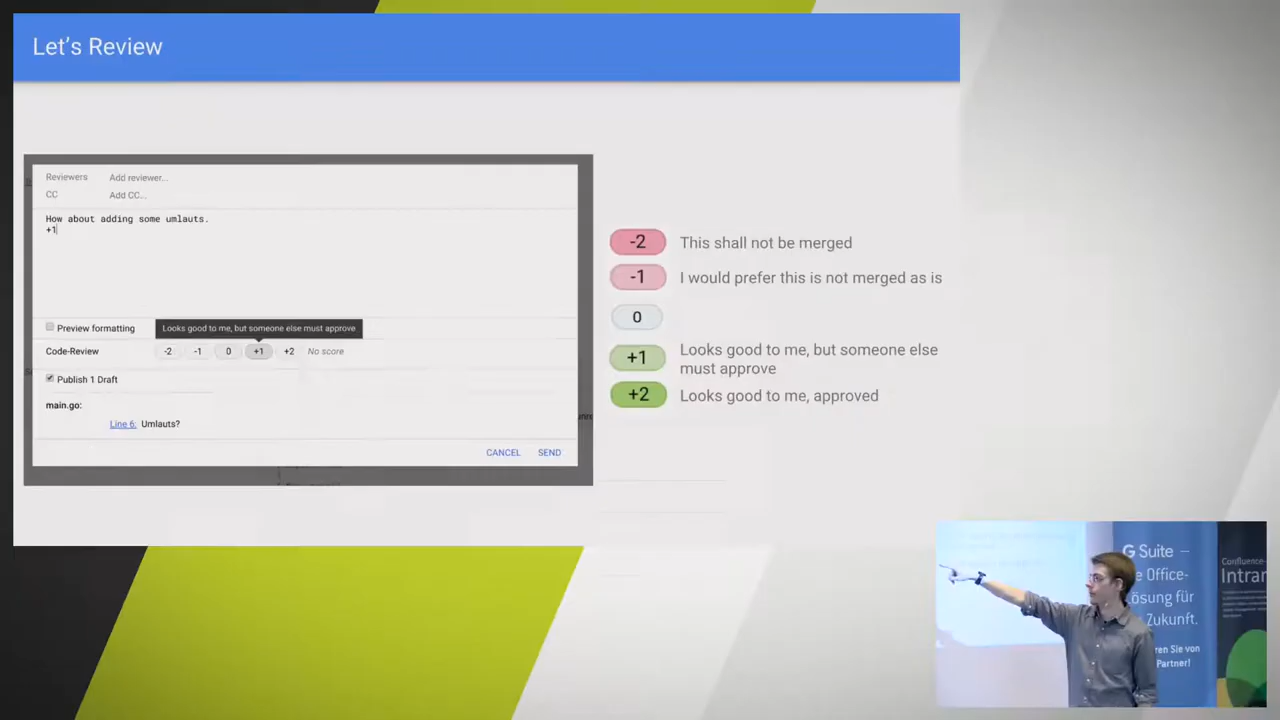 Let's Review
Reviewers Add reviewer...
CC Add CC...
How about adding some umlauts.
+1
Preview formatting
Looks good to me, but someone else must approve
Code-Review -2 -1 0 +1 +2 No score
Publish 1 Draft
main.go:
Line 6: Umlauts?
CANCEL SEND
-2 This shall not be merged
-1 I would prefer this is not merged as is
0
+1 Looks good to me, but someone else
must approve
+2 Looks good to me, approved
G Suite –
e Office-
ösung für
Zukunft.
ren Sie von
Partner!
Confluence-
Intran